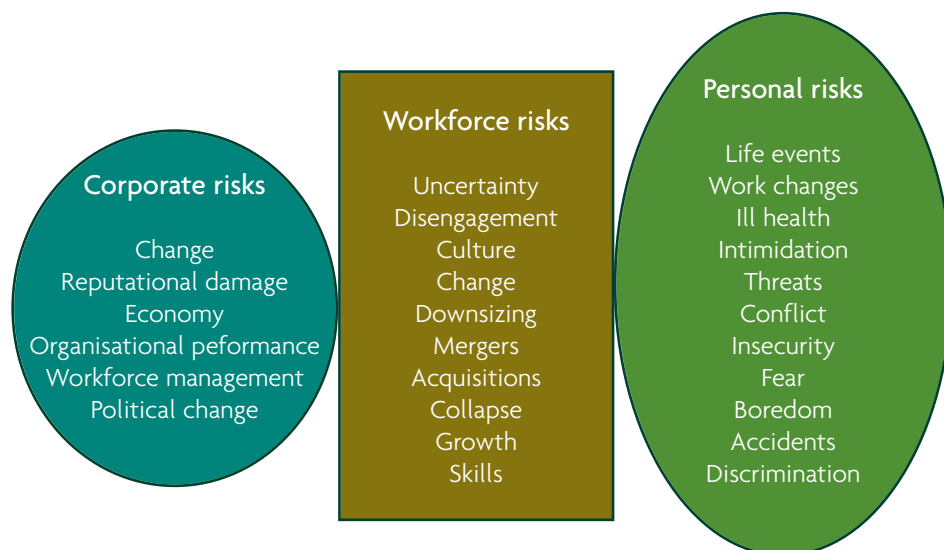 Corporate risks
Change
Reputational damage
Economy
Organisational peformance
Workforce management
Political change
Workforce risks
Uncertainty
Disengagement
Culture
Change
Downsizing
Mergers
Acquisitions
Collapse
Growth
Skills
Personal risks
Life events
Work changes
Ill health
Intimidation
Threats
Conflict
Insecurity
Fear
Boredom
Accidents
Discrimination